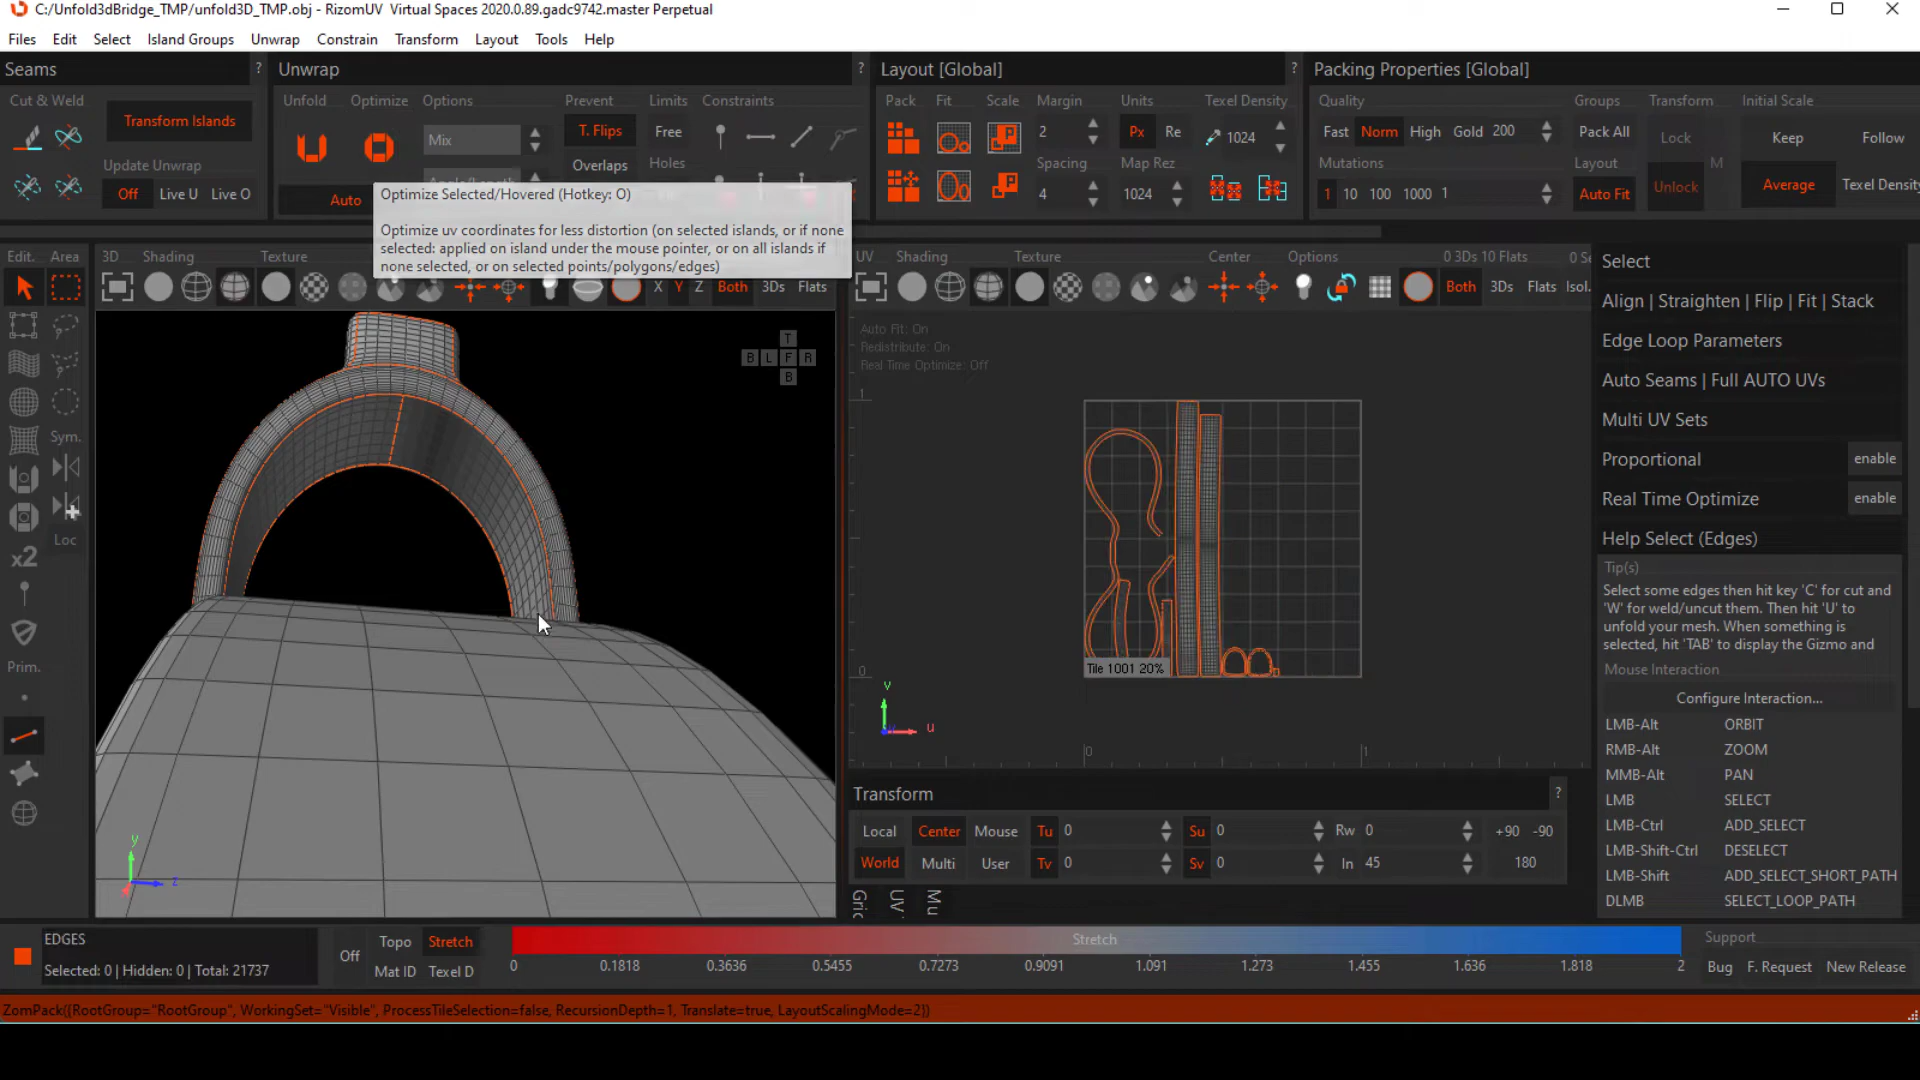 C:/Unfold3dBridge_TMP/unfold3D_TMP.obj - RizomUV Virtual Spaces 2020.0.89.gadc9742.master Perpetual
Files Edit Select Island Groups Unwrap Constrain Transform Layout Tools Help
Seams ? Unwrap ? Layout [Global] ? Packing Properties [Global]
Cut & Weld Unfold Optimize Options Prevent Limits Constraints Pack Fit Scale Margin Units Texel Density Quality Groups Transform Initial Scale
Transform Islands Mix T. Flips Free 2 Px Re 1024 Fast Norm High Gold 200 Pack All Lock Keep Follow
Update Unwrap Overlaps Holes Spacing Map Rez Mutations Layout M
Off Live U Live O Auto 4 1024 1 10 100 1000 1 Auto Fit Unlock Average Texel Density
Optimize Selected/Hovered (Hotkey: O)
Optimize uv coordinates for less distortion (on selected islands, or if none
selected: applied on island under the mouse pointer, or on all islands if
none selected, or on selected points/polygons/edges)
Edit. Area 3D Shading Texture UV Shading Texture Center Options 0 3Ds 10 Flats 0 Se
X Y Z Both 3Ds Flats Both 3Ds Flats Isol.
Select
Align | Straighten | Flip | Fit | Stack
Edge Loop Parameters
Auto Seams | Full AUTO UVs
Multi UV Sets
Proportional enable
Real Time Optimize enable
Help Select (Edges)
Tip(s)
Select some edges then hit key 'C' for cut and
'W' for weld/uncut them. Then hit 'U' to
unfold your mesh. When something is
selected, hit 'TAB' to display the Gizmo and
Mouse Interaction
Configure Interaction...
LMB-Alt ORBIT
RMB-Alt ZOOM
MMB-Alt PAN
LMB SELECT
LMB-Ctrl ADD_SELECT
LMB-Shift-Ctrl DESELECT
LMB-Shift ADD_SELECT_SHORT_PATH
DLMB SELECT_LOOP_PATH
Sym.
Loc
x2
Prim.
T
B L F R
B
y
z
Auto Fit: On
Redistribute: On
Real Time Optimize: Off
1
0
Tile 1001 20%
v
u
0 1
Transform ?
Local Center Mouse Tu 0 Su 0 Rw 0 +90 -90
World Multi User Tv 0 Sv 0 In 45 180
Gric UV Mu
EDGES
Selected: 0 | Hidden: 0 | Total: 21737
Off Topo Stretch
Mat ID Texel D
Stretch
0 0.1818 0.3636 0.5455 0.7273 0.9091 1.091 1.273 1.455 1.636 1.818 2
Support
Bug F. Request New Release
ZomPack({RootGroup="RootGroup", WorkingSet="Visible", ProcessTileSelection=false, RecursionDepth=1, Translate=true, LayoutScalingMode=2})